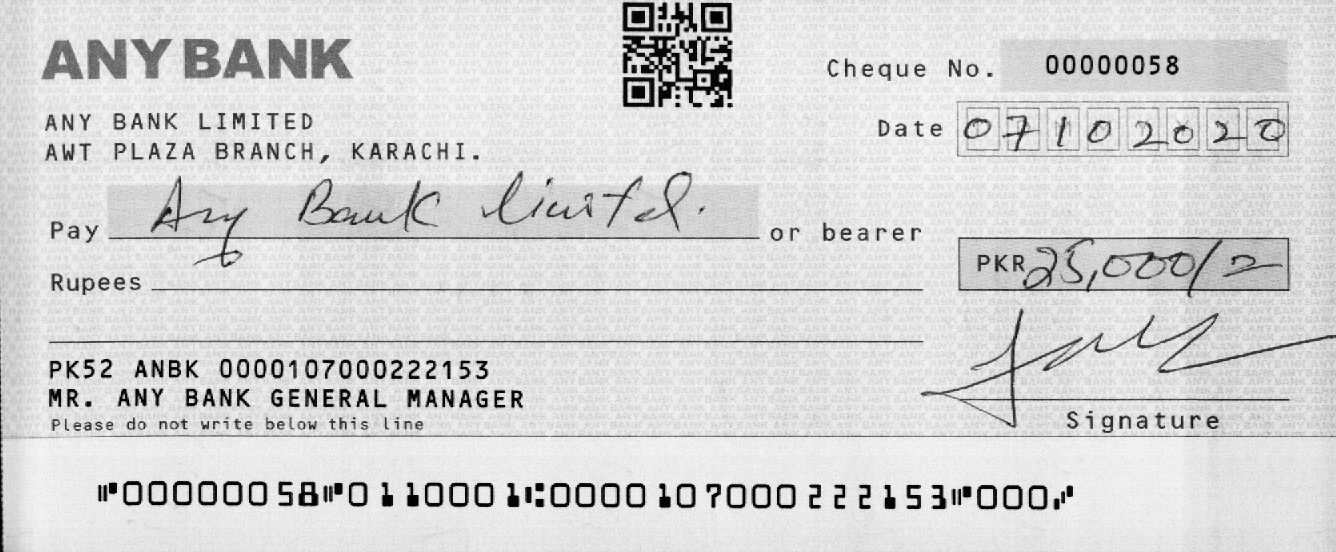 ANY BANK
Cheque No. 00000058
ANY BANK LIMITED
Date 07102020
AWT PLAZA BRANCH, KARACHI.
Pay Any Bank Limited. or bearer
PKR 25,000/=
Rupees
PK52 ANBK 0000107000222153
MR. ANY BANK GENERAL MANAGER
Please do not write below this line
Signature
⑈00000058⑈0110001⑆0000107000222153⑈000⑇